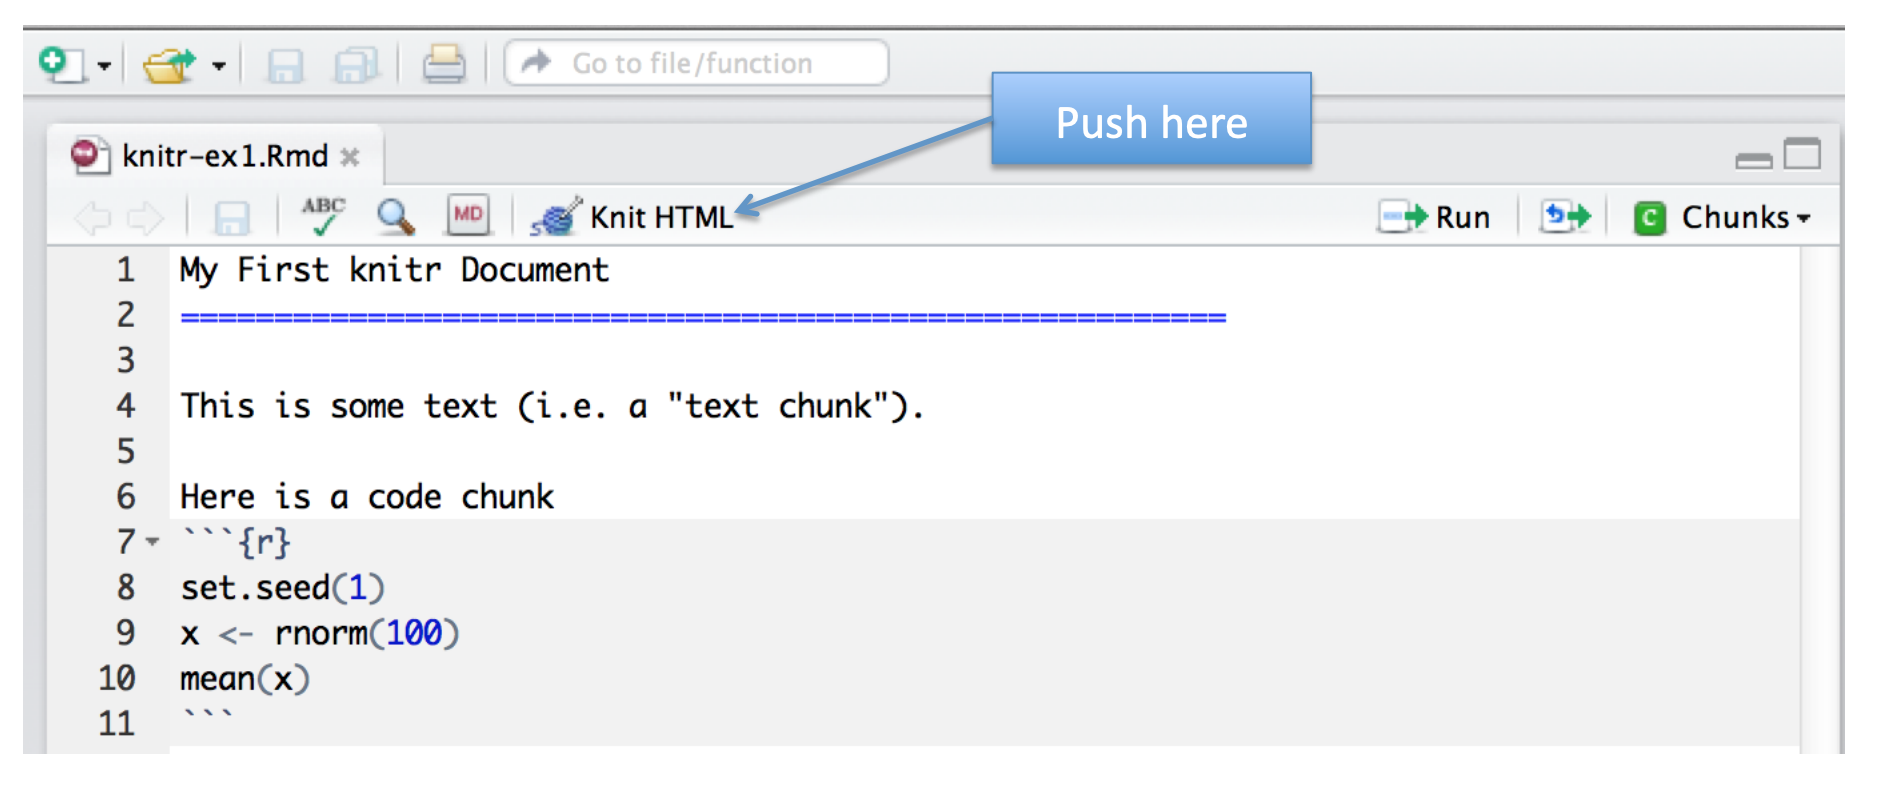 Go to file/function
Push here
knitr-ex1.Rmd
ABC MD Knit HTML Run C Chunks
1 My First knitr Document
2 ========================================================
3
4 This is some text (i.e. a "text chunk").
5
6 Here is a code chunk
7 ```{r}
8 set.seed(1)
9 x <- rnorm(100)
10 mean(x)
11 ```